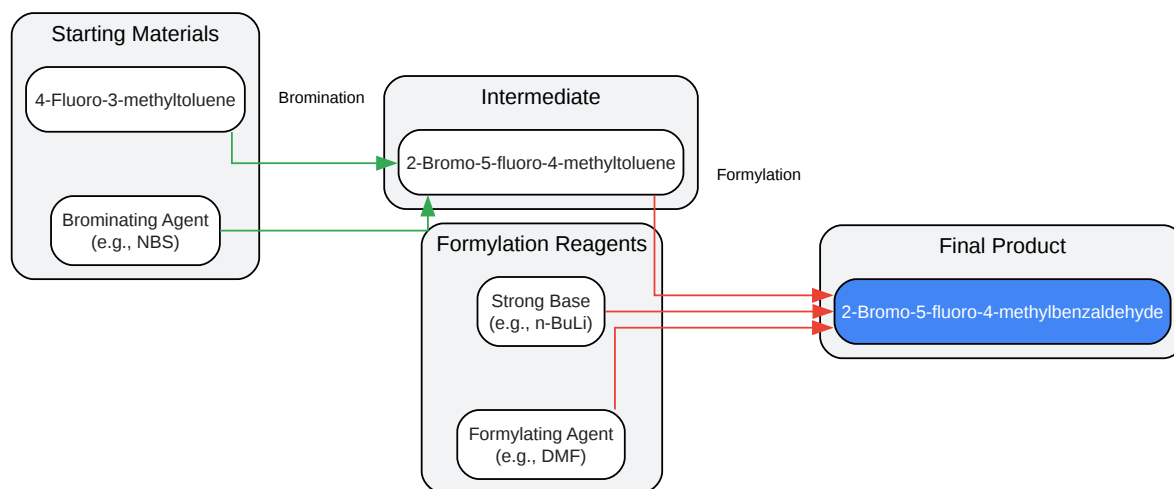 Starting Materials
4-Fluoro-3-methyltoluene
Brominating Agent
(e.g., NBS)
Bromination
Intermediate
2-Bromo-5-fluoro-4-methyltoluene
Formylation
Formylation Reagents
Strong Base
(e.g., n-BuLi)
Formylating Agent
(e.g., DMF)
Final Product
2-Bromo-5-fluoro-4-methylbenzaldehyde